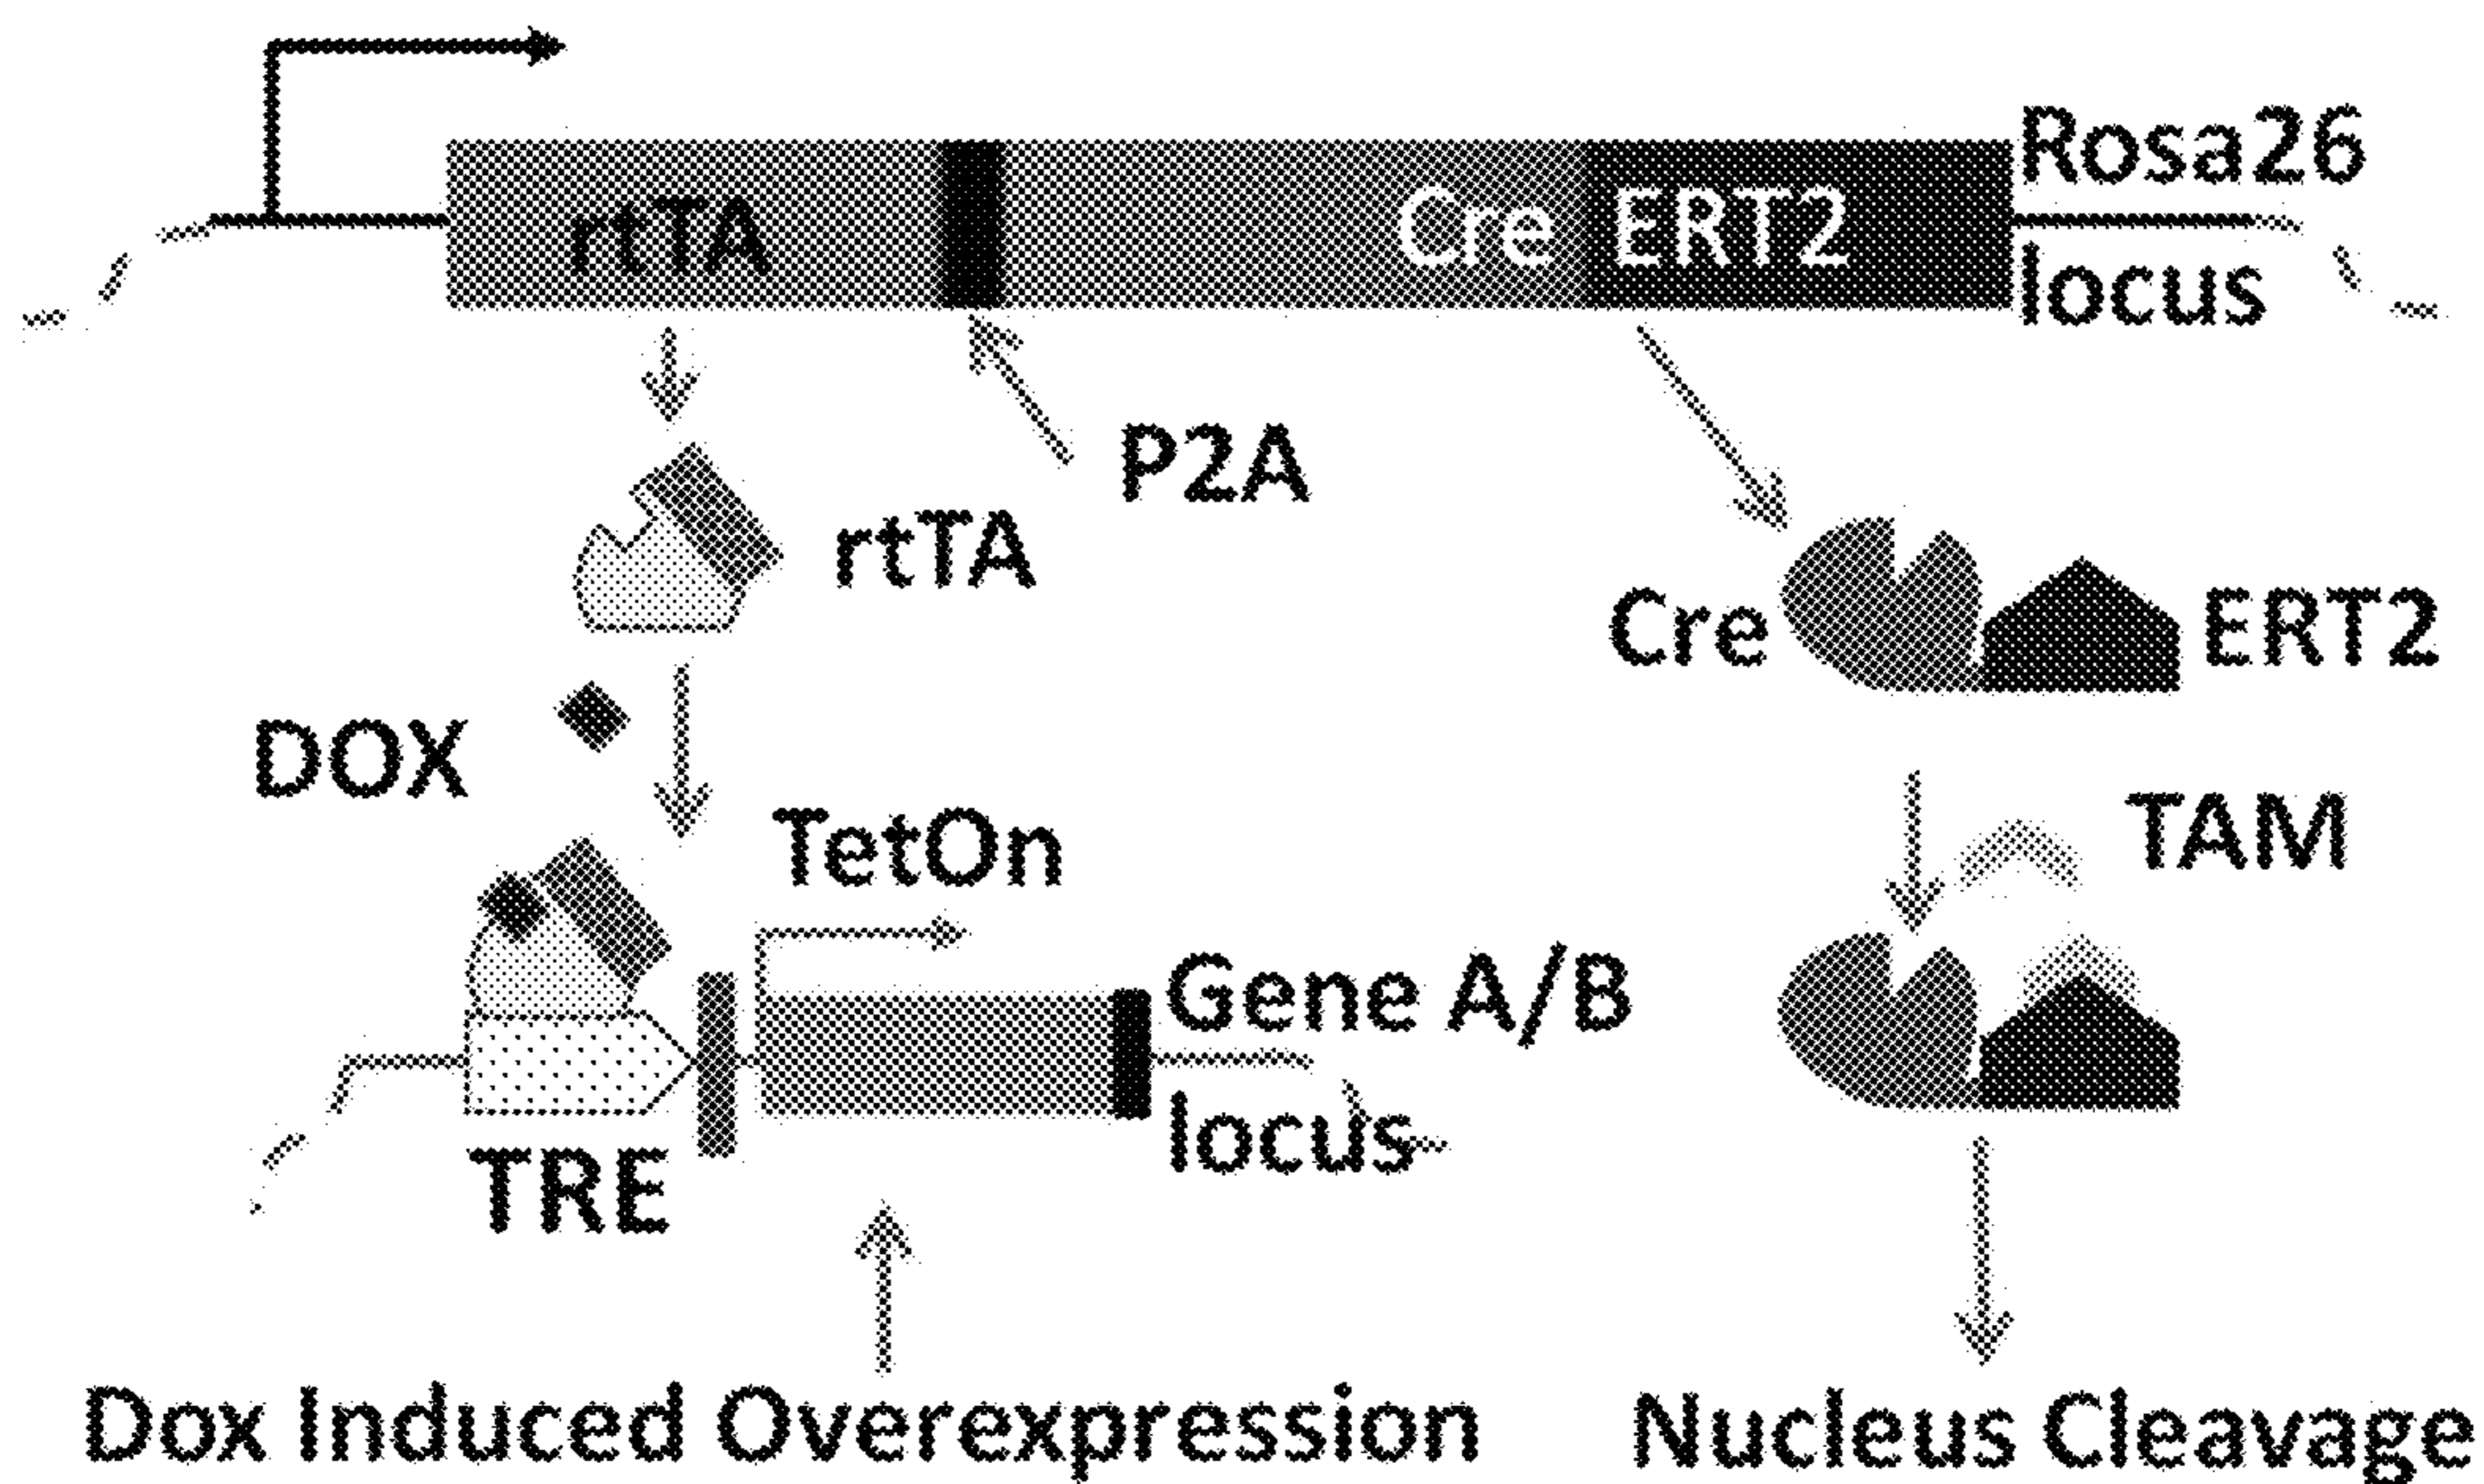 Rosa26
rtTA
Cre ERT2
locus
P2A
rtTA
Cre
ERT2
DOX
TAM
TetOn
Gene A/B
locus
TRE
Dox Induced Overexpression
Nucleus Cleavage